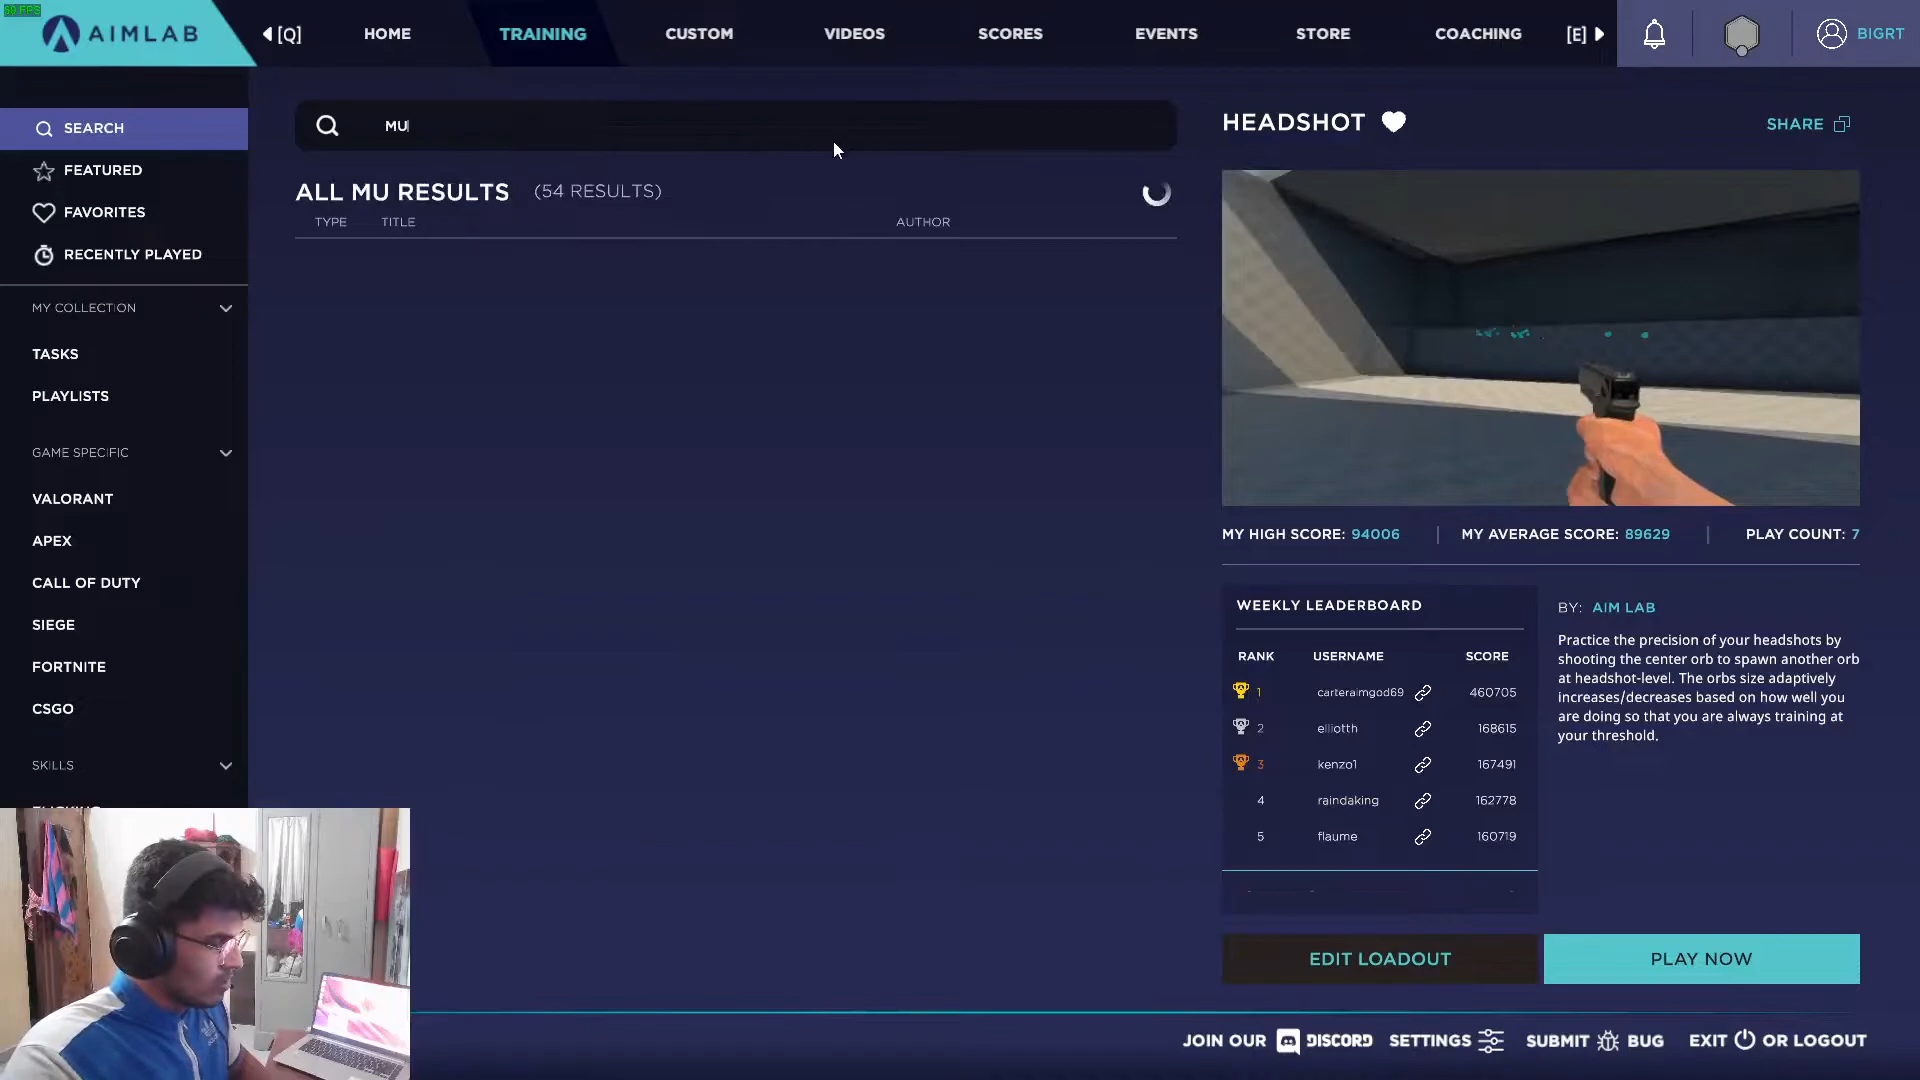 60 FPS
AIMLAB
[Q]
HOME
TRAINING
CUSTOM
VIDEOS
SCORES
EVENTS
STORE
COACHING
[E]
BIGRT
SEARCH
FEATURED
FAVORITES
RECENTLY PLAYED
MY COLLECTION
TASKS
PLAYLISTS
GAME SPECIFIC
VALORANT
APEX
CALL OF DUTY
SIEGE
FORTNITE
CSGO
SKILLS
MU
ALL MU RESULTS (54 RESULTS)
TYPE TITLE AUTHOR
HEADSHOT
SHARE
MY HIGH SCORE: 94006 MY AVERAGE SCORE: 89629 PLAY COUNT: 7
WEEKLY LEADERBOARD
RANK USERNAME SCORE
1 carteraimgod69 460705
2 elliotth 168615
3 kenzo1 167491
4 raindaking 162778
5 flaume 160719
BY: AIM LAB
Practice the precision of your headshots by
shooting the center orb to spawn another orb
at headshot-level. The orbs size adaptively
increases/decreases based on how well you
are doing so that you are always training at
your threshold.
EDIT LOADOUT
PLAY NOW
JOIN OUR DISCORD
SETTINGS
SUBMIT BUG
EXIT OR LOGOUT